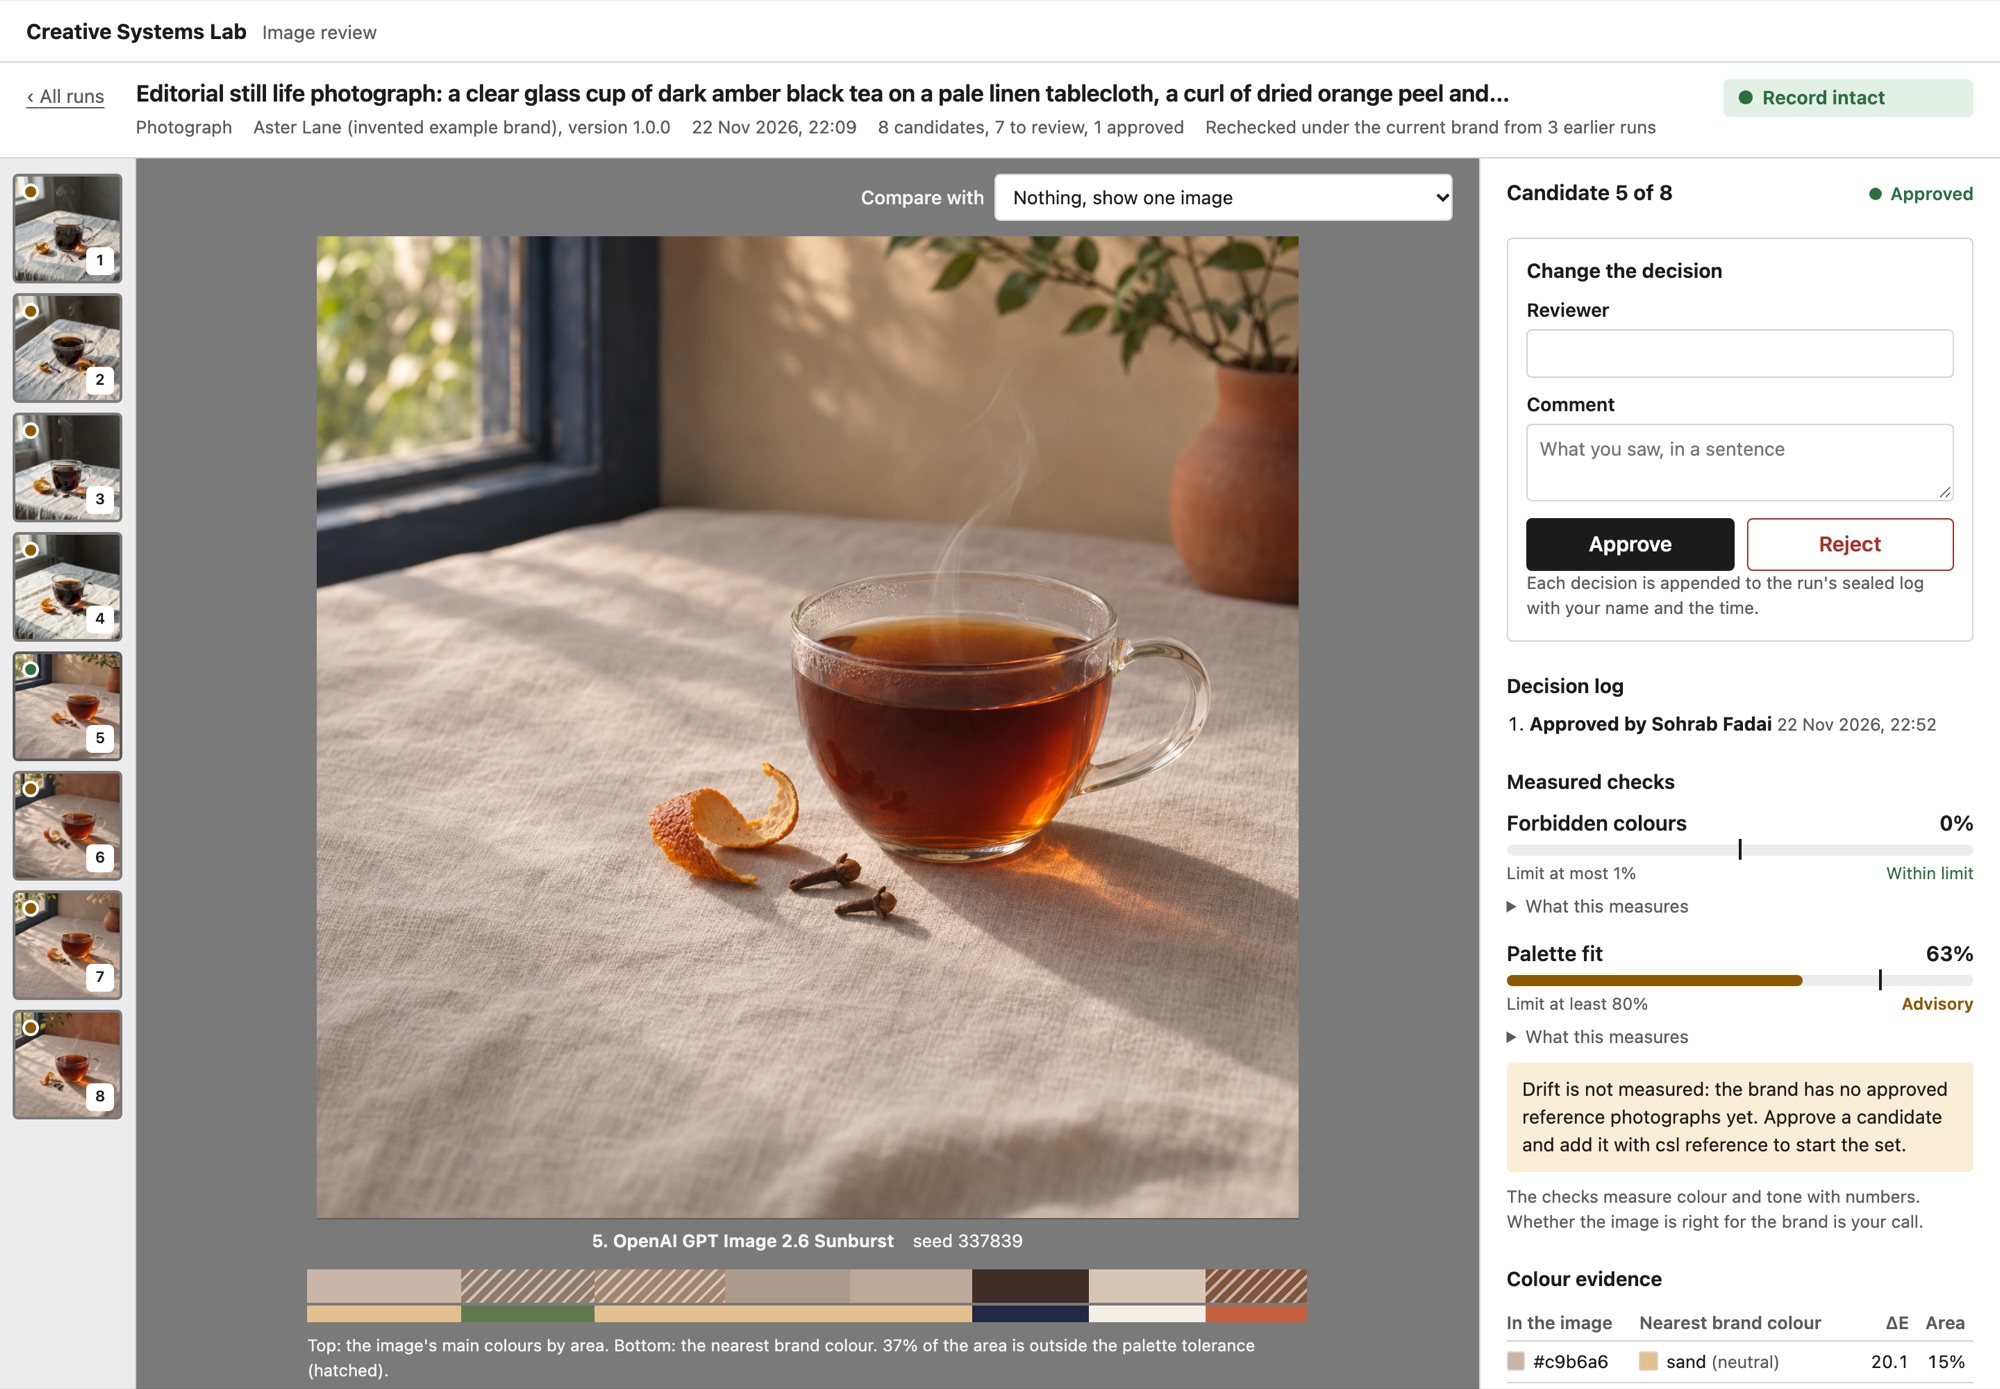 Creative Systems Lab Image review
‹ All runs
Editorial still life photograph: a clear glass cup of dark amber black tea on a pale linen tablecloth, a curl of dried orange peel and...
Photograph Aster Lane (invented example brand), version 1.0.0 22 Nov 2026, 22:09 8 candidates, 7 to review, 1 approved Rechecked under the current brand from 3 earlier runs
Record intact
1
2
3
4
5
6
7
8
Compare with Nothing, show one image
5. OpenAI GPT Image 2.6 Sunburst seed 337839
Top: the image's main colours by area. Bottom: the nearest brand colour. 37% of the area is outside the palette tolerance
(hatched).
Candidate 5 of 8 Approved
Change the decision
Reviewer
Comment
What you saw, in a sentence
Approve Reject
Each decision is appended to the run's sealed log
with your name and the time.
Decision log
1. Approved by Sohrab Fadai 22 Nov 2026, 22:52
Measured checks
Forbidden colours 0%
Limit at most 1% Within limit
What this measures
Palette fit 63%
Limit at least 80% Advisory
What this measures
Drift is not measured: the brand has no approved
reference photographs yet. Approve a candidate
and add it with csl reference to start the set.
The checks measure colour and tone with numbers.
Whether the image is right for the brand is your call.
Colour evidence
In the image Nearest brand colour ΔE Area
#c9b6a6 sand (neutral) 20.1 15%